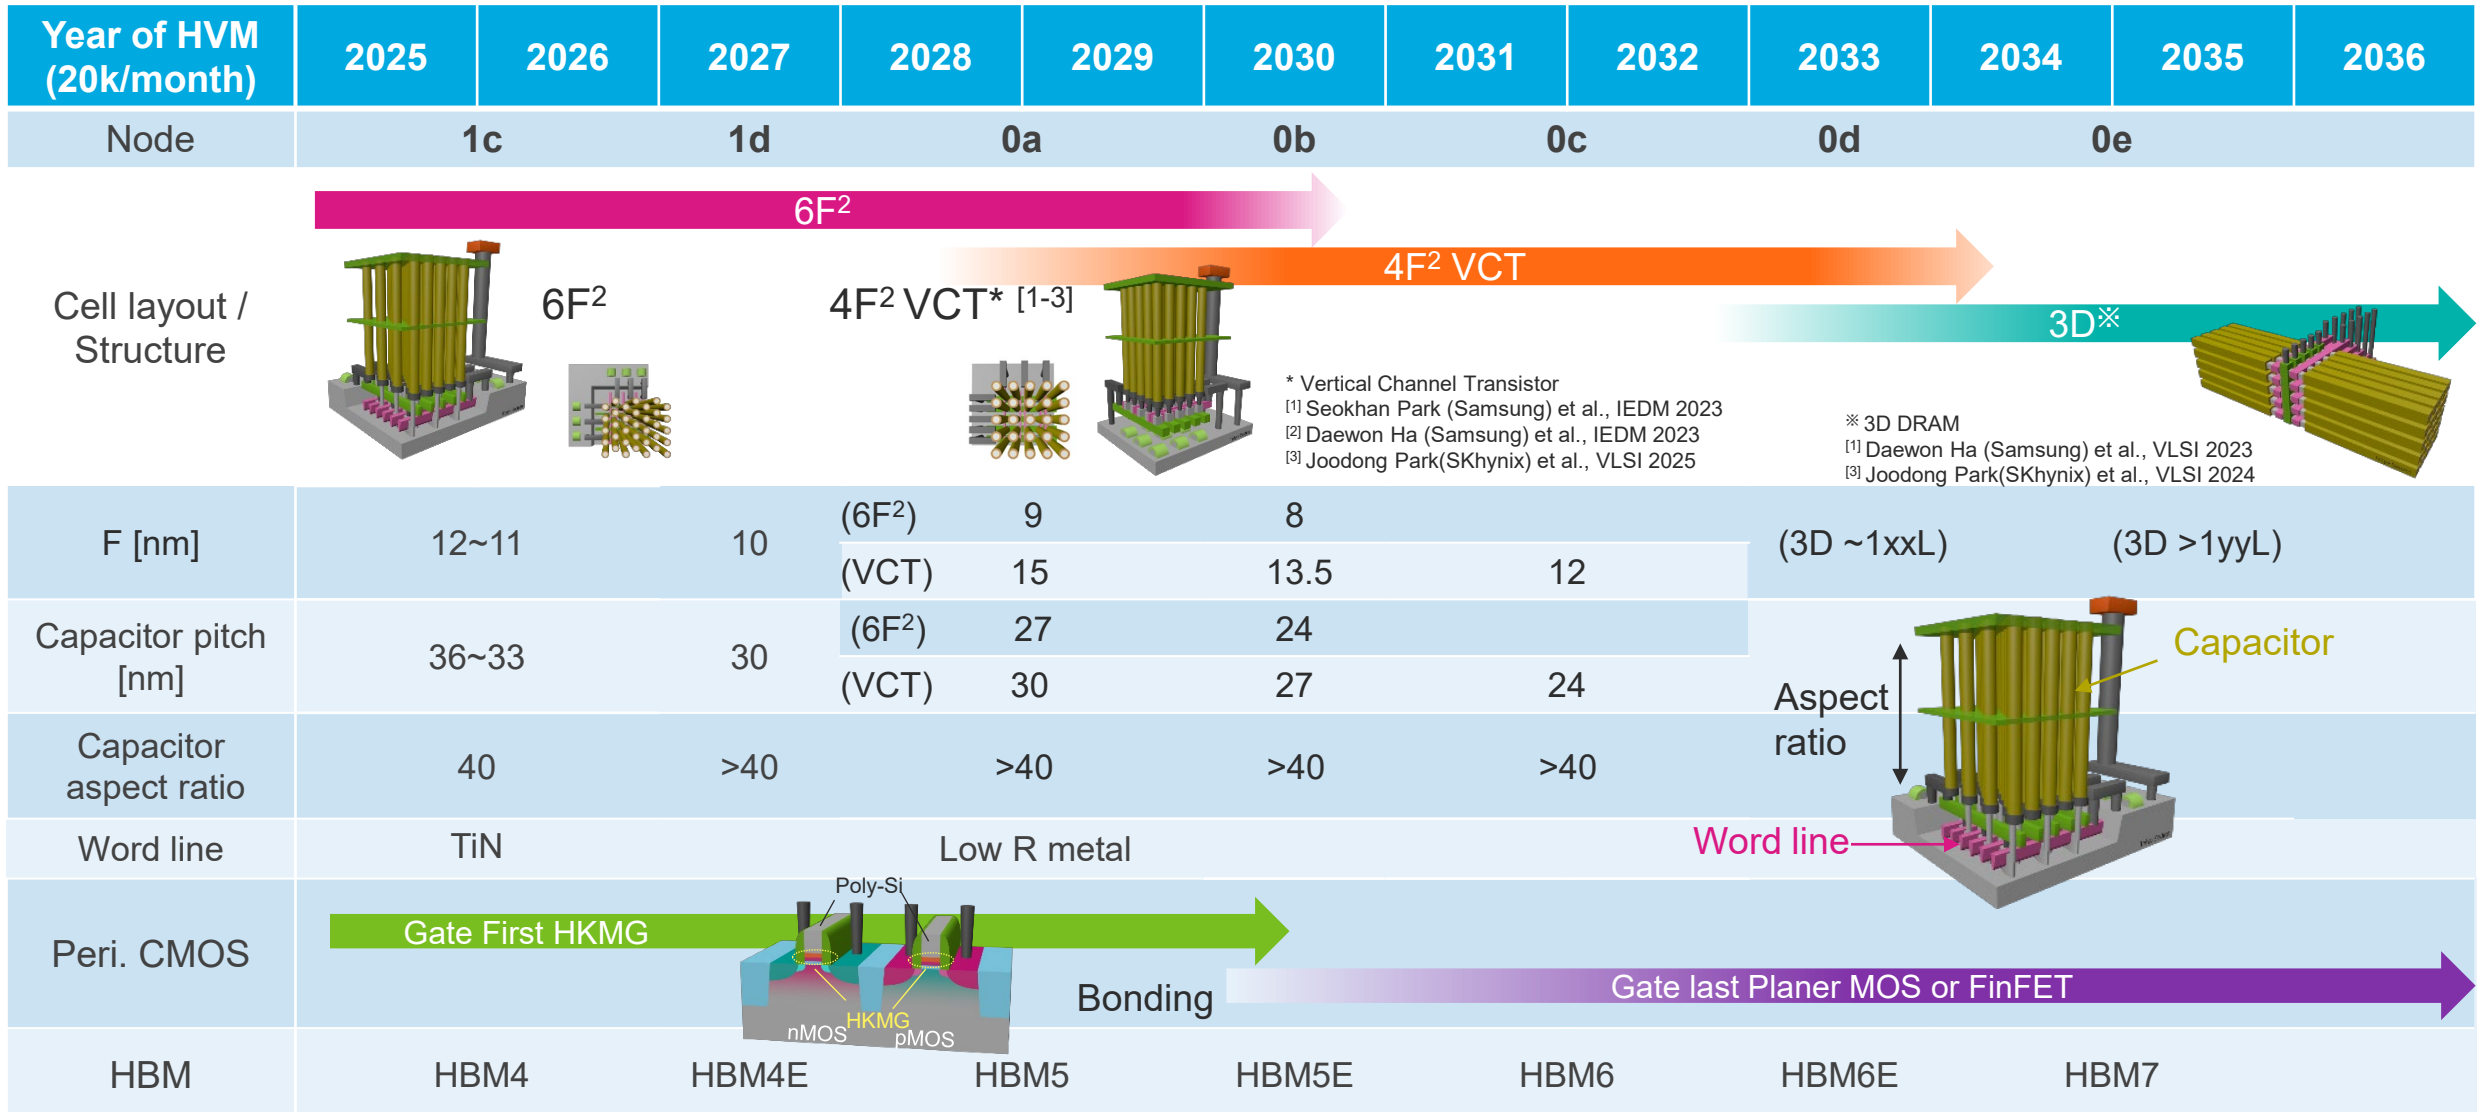 Year of HVM
(20k/month)
2025
2026
2027
2028
2029
2030
2031
2032
2033
2034
2035
2036
Node
1c
1d
0a
0b
0c
0d
0e
Cell layout /
Structure
6F²
4F² VCT
3D※
6F²
4F² VCT* [1-3]
* Vertical Channel Transistor
[1] Seokhan Park (Samsung) et al., IEDM 2023
[2] Daewon Ha (Samsung) et al., IEDM 2023
[3] Joodong Park(SKhynix) et al., VLSI 2025
※ 3D DRAM
[1] Daewon Ha (Samsung) et al., VLSI 2023
[3] Joodong Park(SKhynix) et al., VLSI 2024
F [nm]
12~11
10
(6F²)
9
8
(VCT)
15
13.5
12
(3D ~1xxL)
(3D >1yyL)
Capacitor pitch
[nm]
36~33
30
(6F²)
27
24
(VCT)
30
27
24
Capacitor
aspect ratio
40
>40
>40
>40
>40
Aspect
ratio
Capacitor
Word line
Word line
TiN
Low R metal
Peri. CMOS
Gate First HKMG
Poly-Si
HKMG
nMOS
pMOS
Bonding
Gate last Planer MOS or FinFET
HBM
HBM4
HBM4E
HBM5
HBM5E
HBM6
HBM6E
HBM7